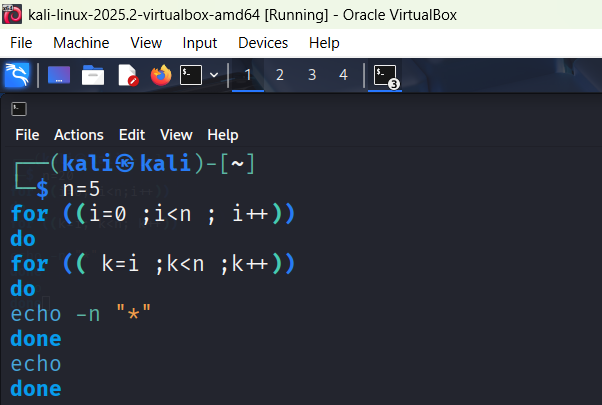 kali-linux-2025.2-virtualbox-amd64 [Running] - Oracle VirtualBox
File Machine View Input Devices Help
1 2 3 4 3
File Actions Edit View Help
┌──(kali㉿kali)-[~]
└─$ n=5
for ((i=0 ;i<n ; i++))
do
for (( k=i ;k<n ;k++))
do
echo -n "*"
done
echo
done